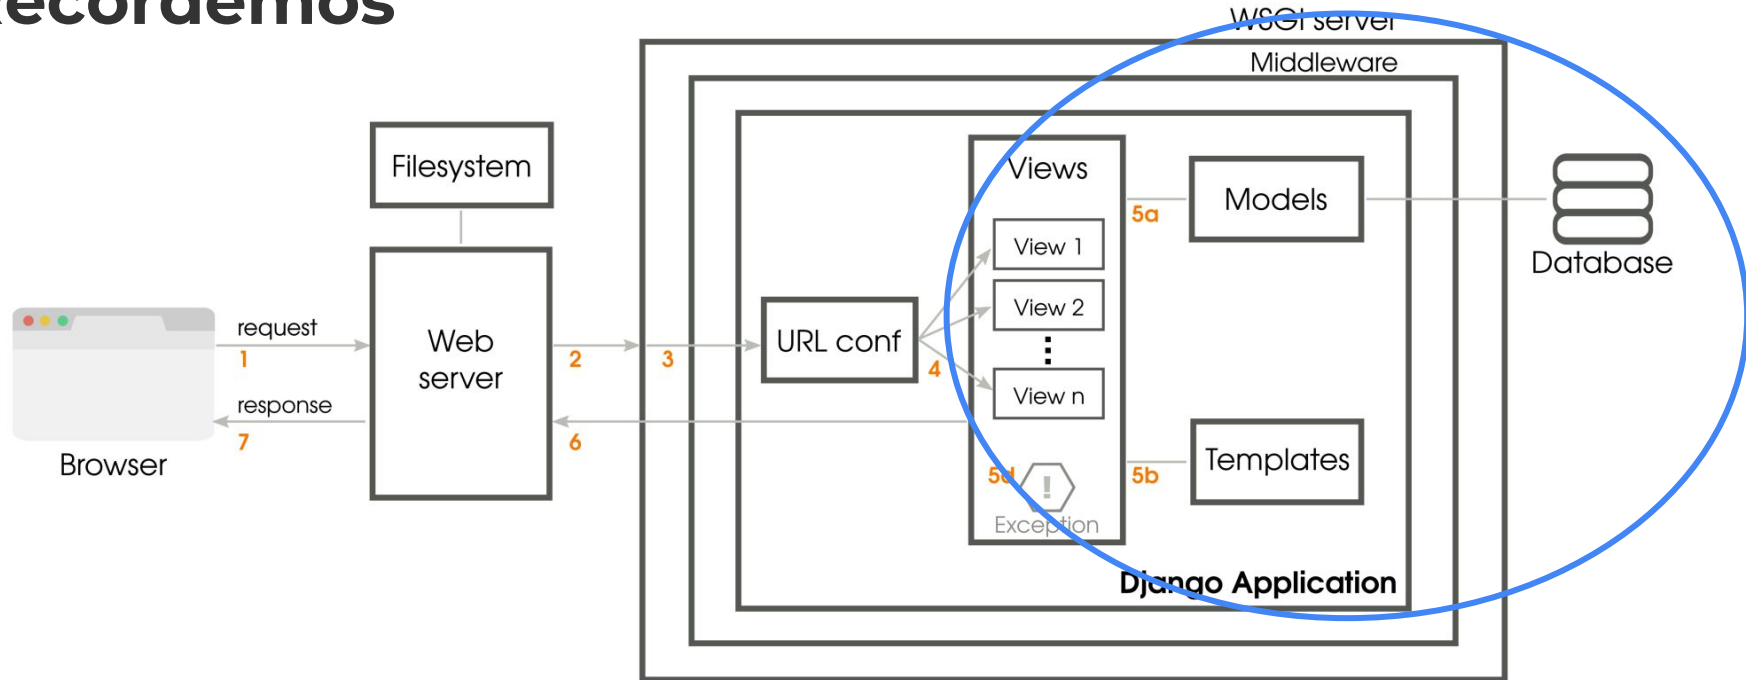 Recordemos
WSGI server
Middleware
Filesystem
Views
Models
5a
View 1
Database
View 2
request
1
Web
server
2
3
URL conf
4
View n
response
7
6
Browser
Templates
5d
!
5b
Exception
Django Application